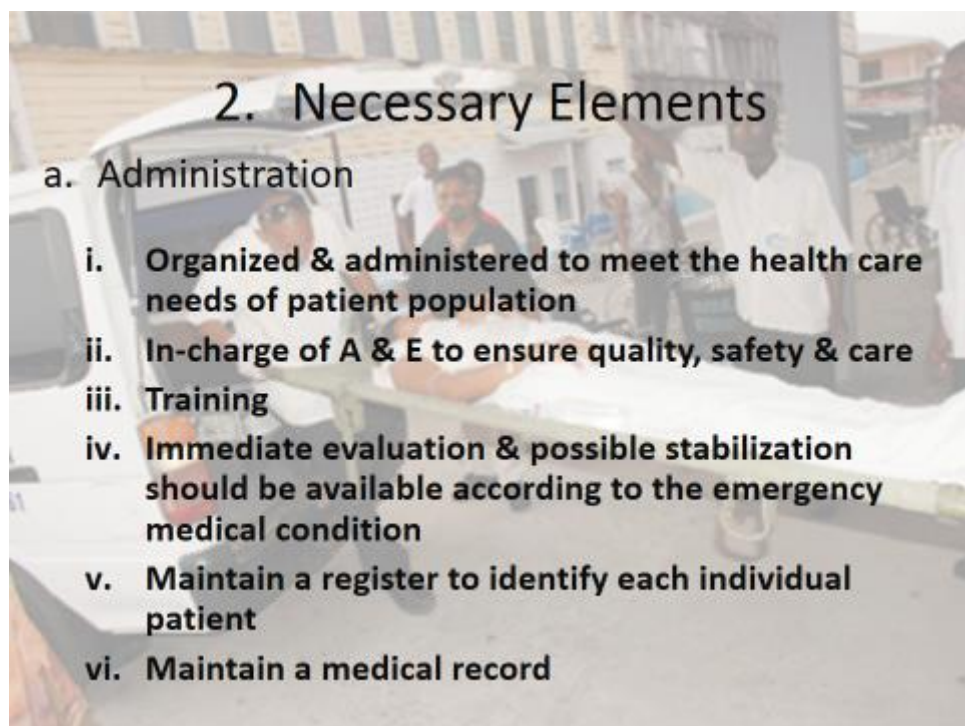 2. Necessary Elements
a. Administration
i. Organized & administered to meet the health care
needs of patient population
ii. In-charge of A & E to ensure quality, safety & care
iii. Training
iv. Immediate evaluation & possible stabilization
should be available according to the emergency
medical condition
v. Maintain a register to identify each individual
patient
vi. Maintain a medical record